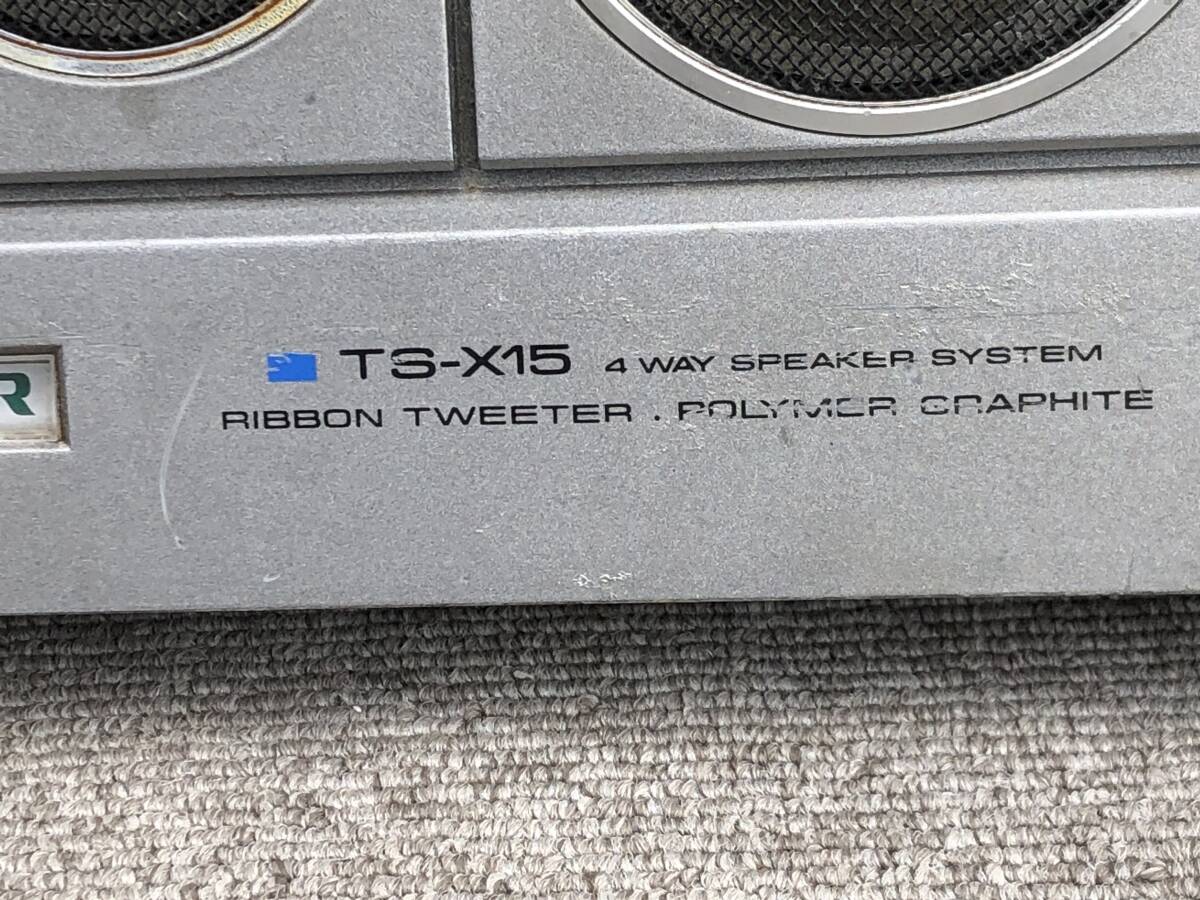 R
TS-X15 4 WAY SPEAKER SYSTEM
RIBBON TWEETER . POLYMER GRAPHITE